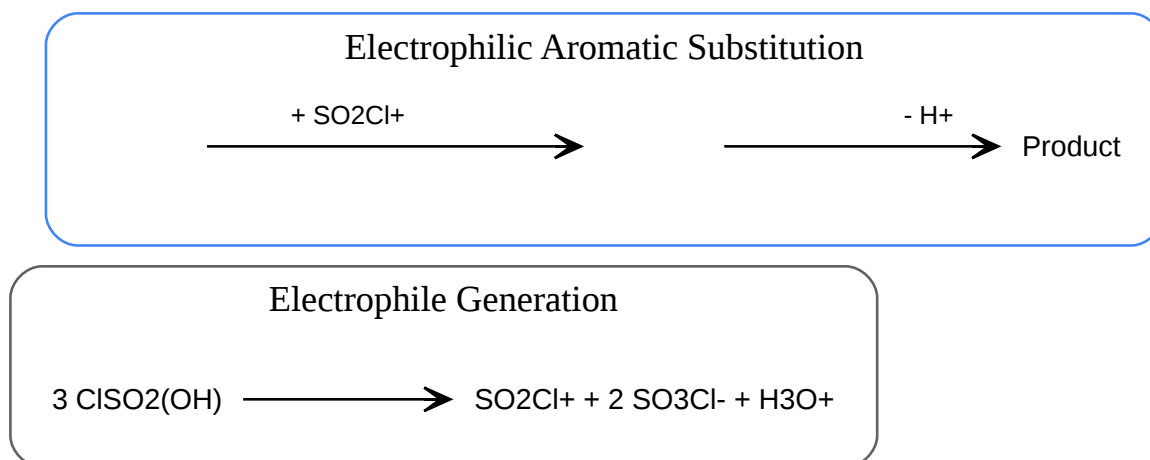 Electrophilic Aromatic Substitution
+ SO2Cl+
- H+
Product
Electrophile Generation
3 ClSO2(OH)
SO2Cl+ + 2 SO3Cl- + H3O+